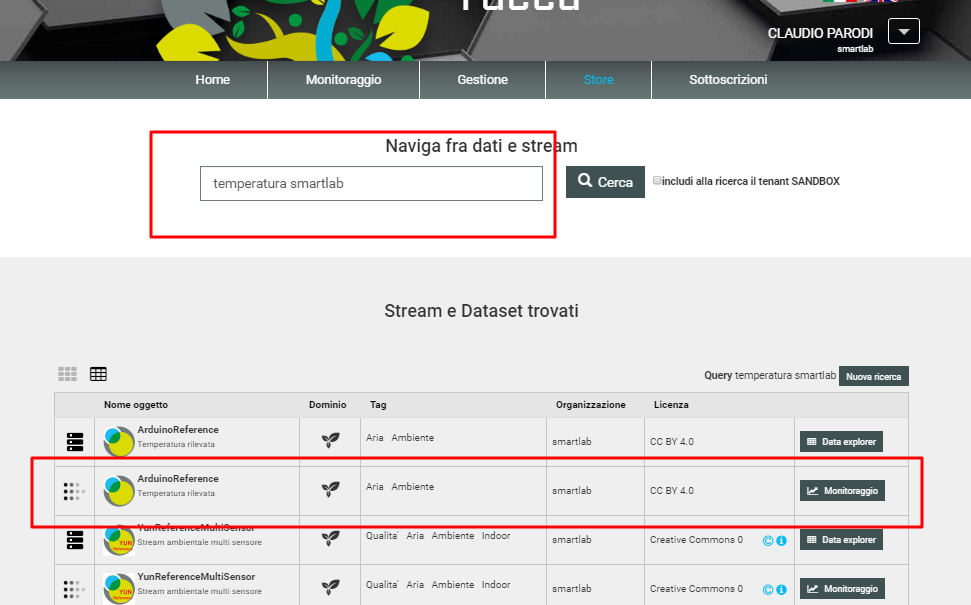 CLAUDIO PARODI
smartlab
Home Monitoraggio Gestione Store Sottoscrizioni
Naviga fra dati e stream
temperatura smartlab Cerca includi alla ricerca il tenant SANDBOX
Stream e Dataset trovati
Query temperatura smartlab Nuova ricerca
Nome oggetto Dominio Tag Organizzazione Licenza
ArduinoReference
Temperatura rilevata
Aria Ambiente smartlab CC BY 4.0 Data explorer
ArduinoReference
Temperatura rilevata
Aria Ambiente smartlab CC BY 4.0 Monitoraggio
YunReferenceMultiSensor
Stream ambientale multi sensore
Qualita' Aria Ambiente Indoor smartlab Creative Commons 0 Data explorer
YunReferenceMultiSensor
Stream ambientale multi sensore
Qualita' Aria Ambiente Indoor smartlab Creative Commons 0 Monitoraggio